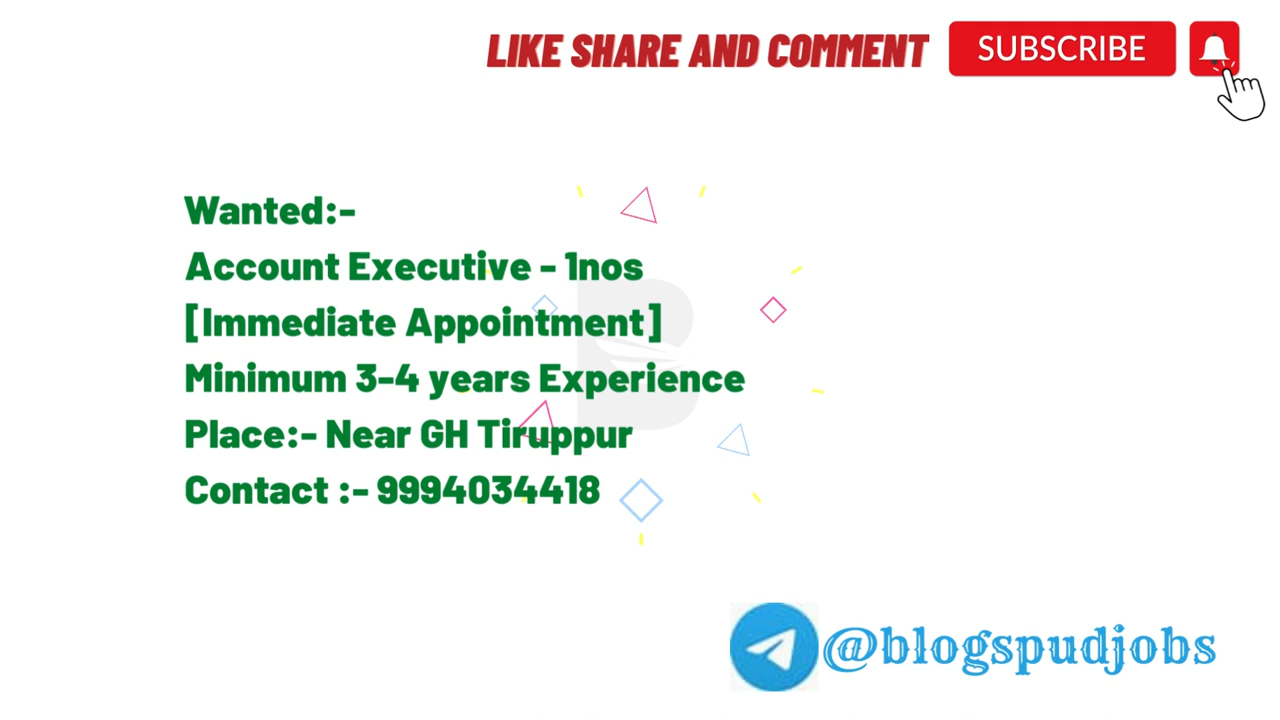 LIKE SHARE AND COMMENT
SUBSCRIBE
Wanted:-
Account Executive - 1nos
[Immediate Appointment]
Minimum 3-4 years Experience
Place:- Near GH Tiruppur
Contact :- 9994034418
@blogspudjobs